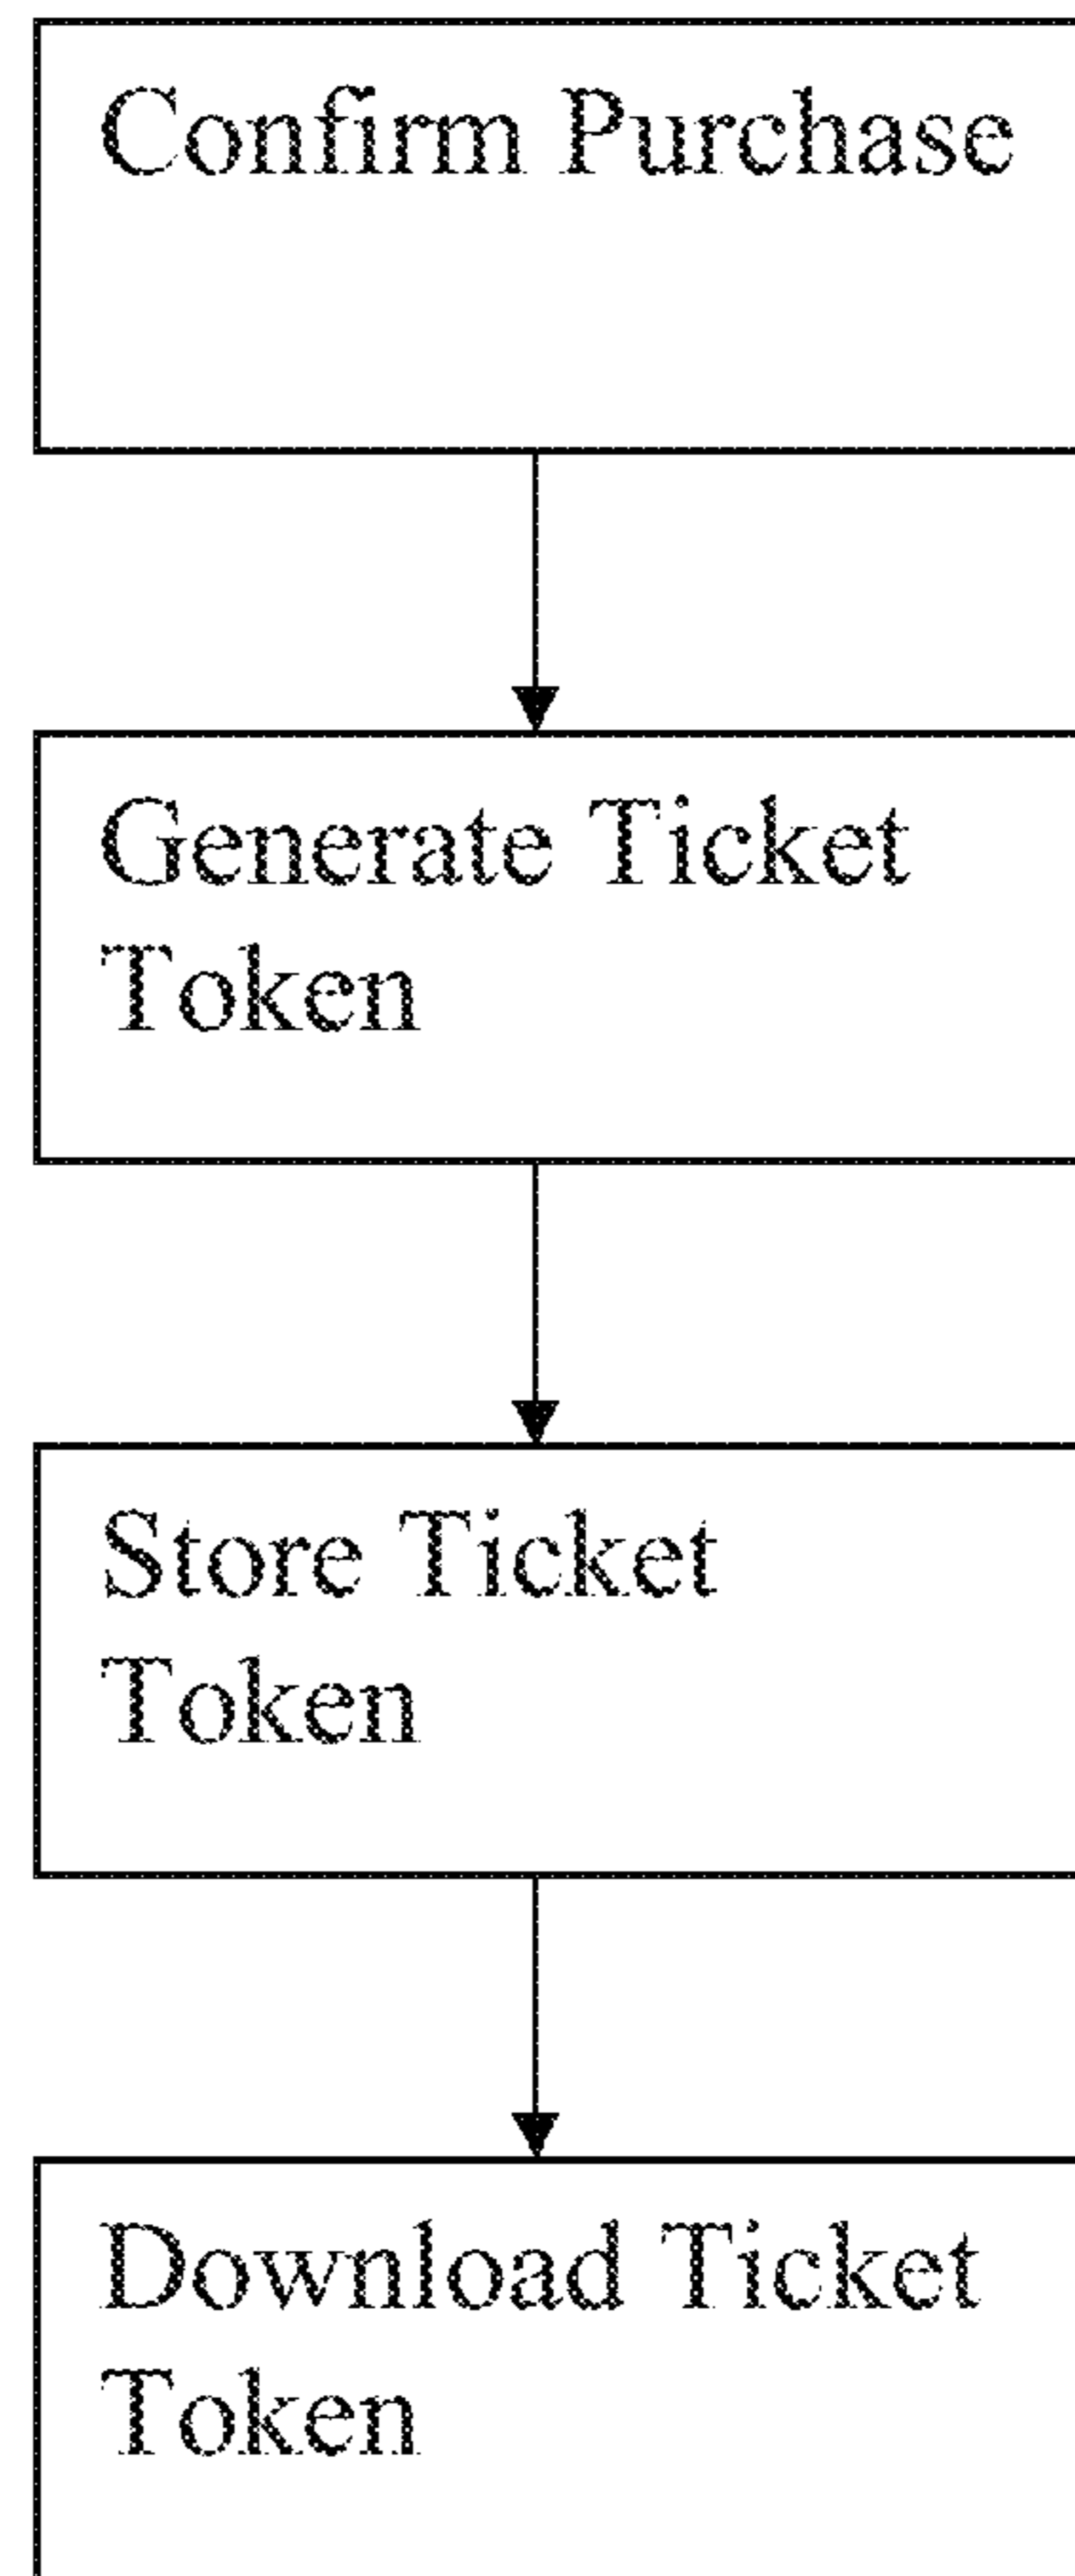 Confirm Purchase
Generate Ticket
Token
Store Ticket
Token
Download Ticket
Token